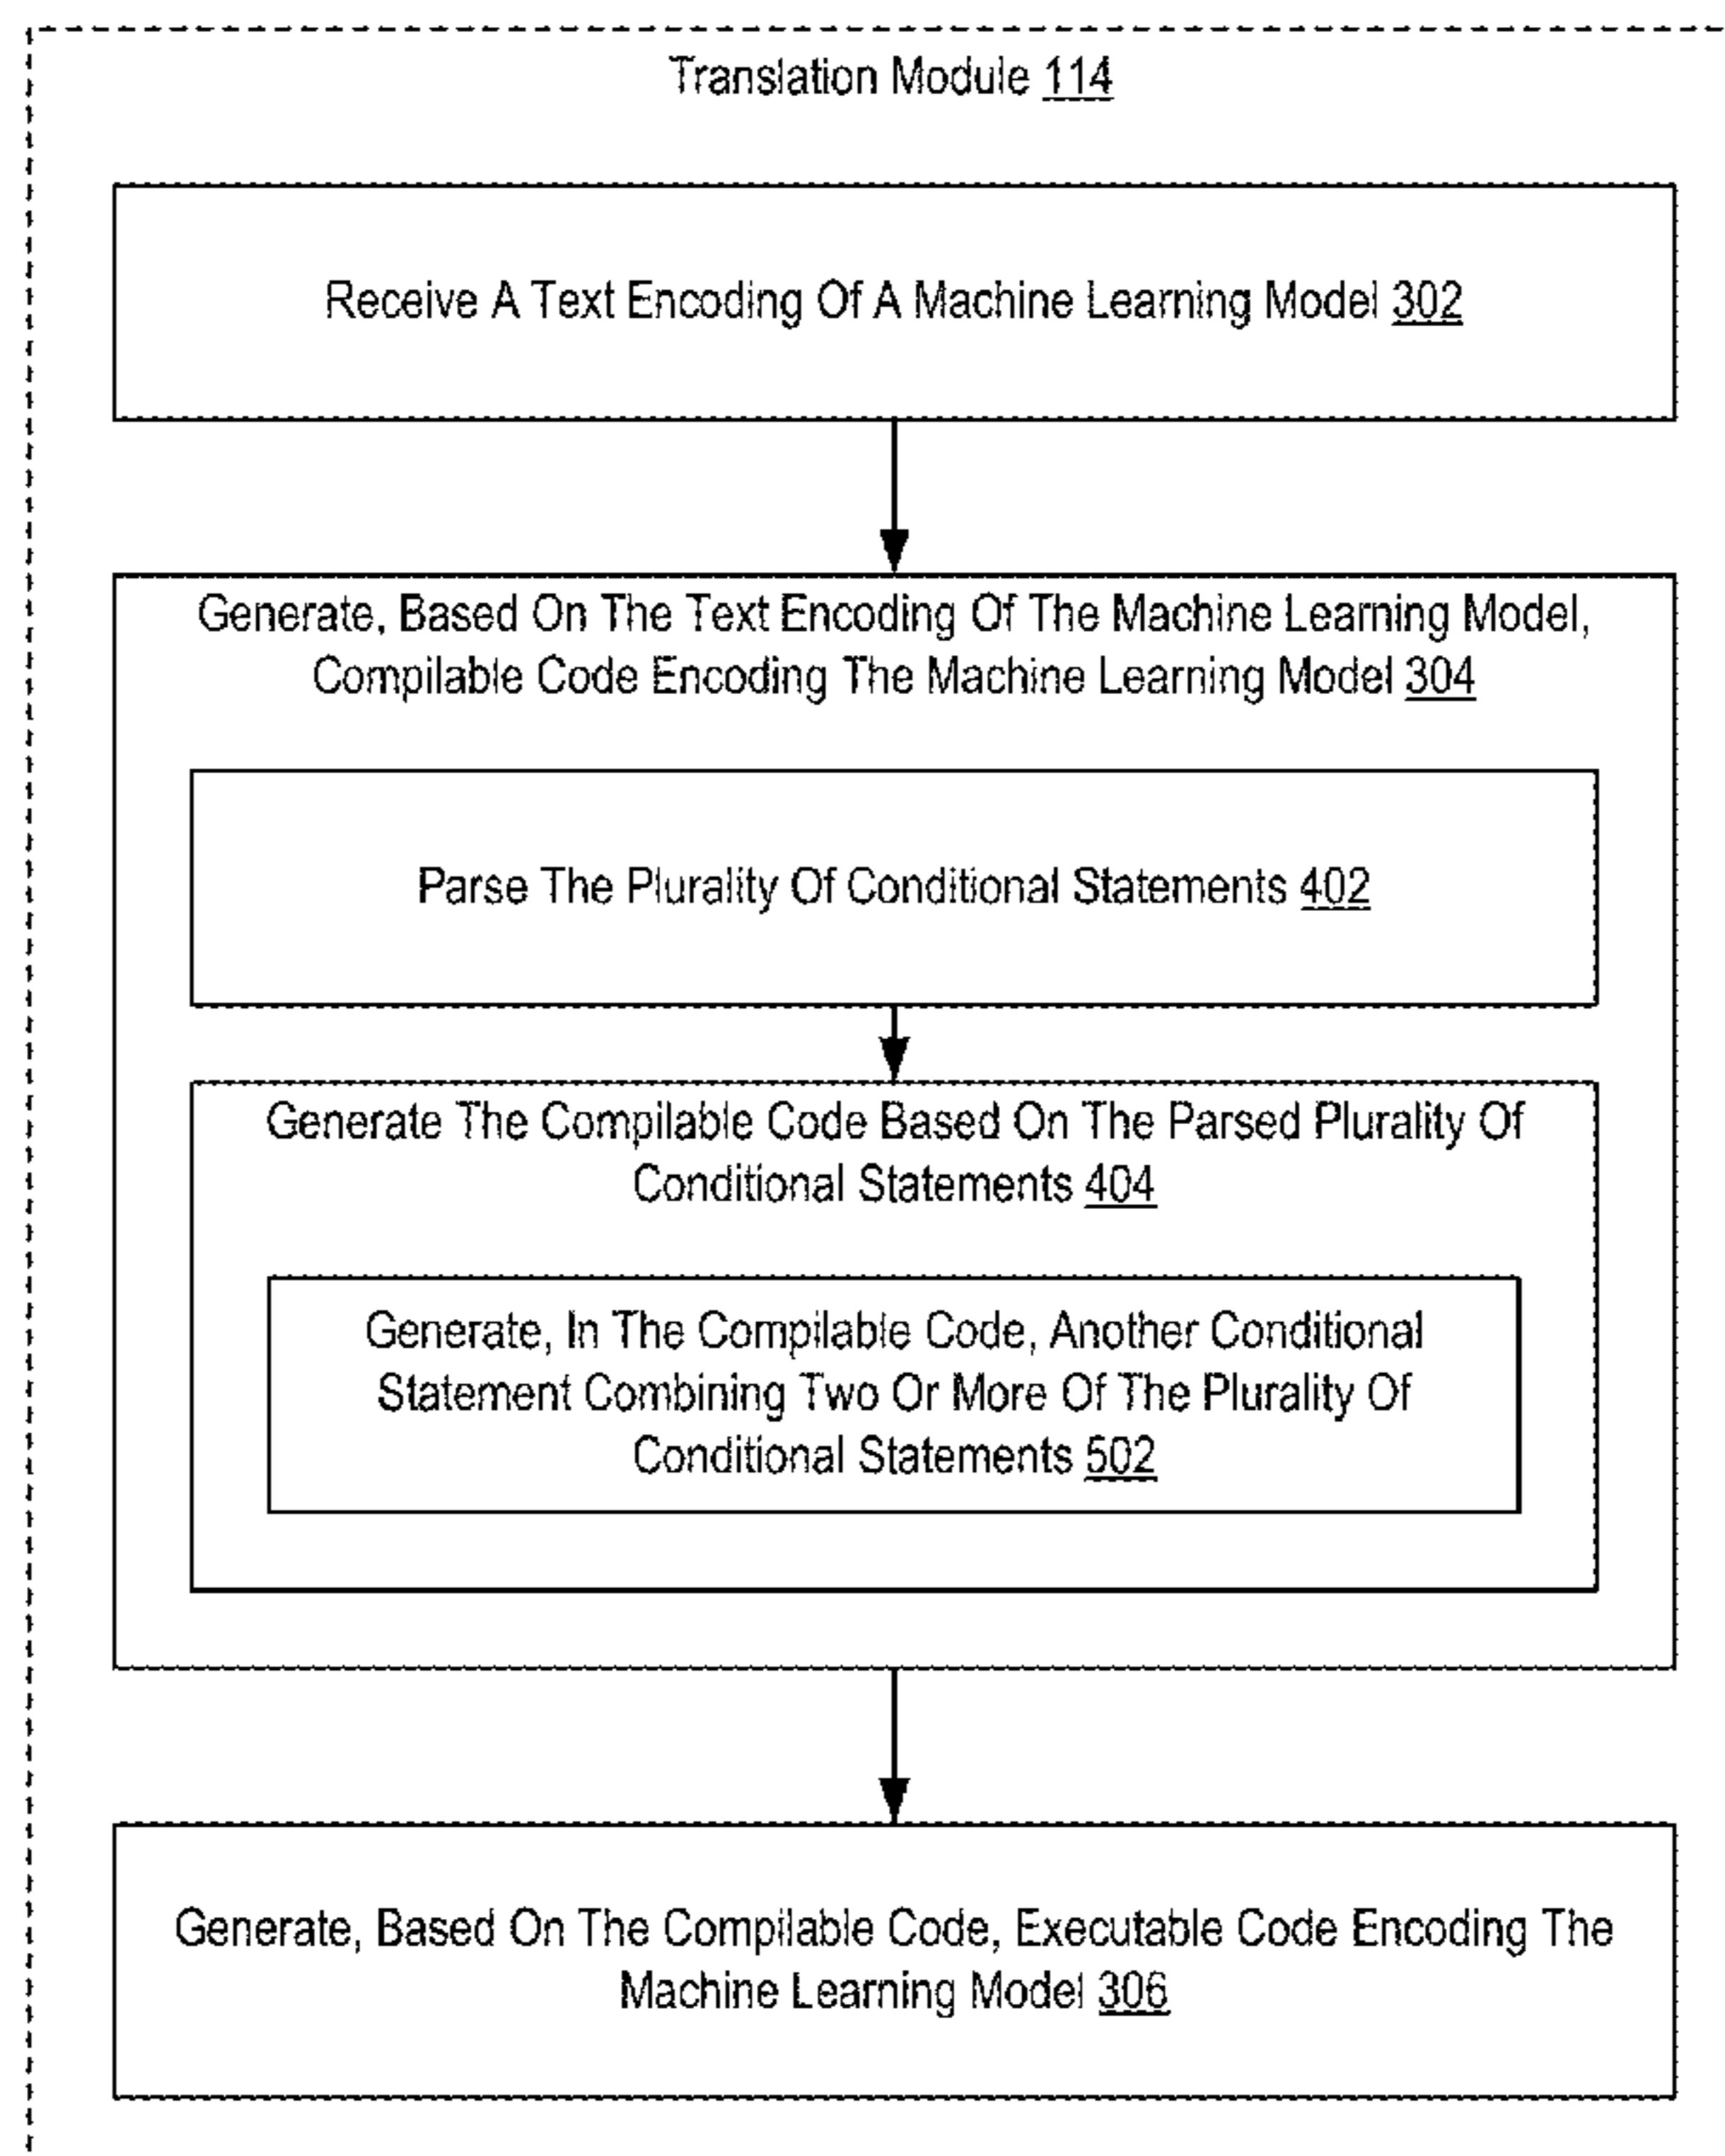 Translation Module 114
Receive A Text Encoding Of A Machine Learning Model 302
Generate, Based On The Text Encoding Of The Machine Learning Model,
Compilable Code Encoding The Machine Learning Model 304
Parse The Plurality Of Conditional Statements 402
Generate The Compilable Code Based On The Parsed Plurality Of
Conditional Statements 404
Generate, In The Compilable Code, Another Conditional
Statement Combining Two Or More Of The Plurality Of
Conditional Statements 502
Generate, Based On The Compilable Code, Executable Code Encoding The
Machine Learning Model 306